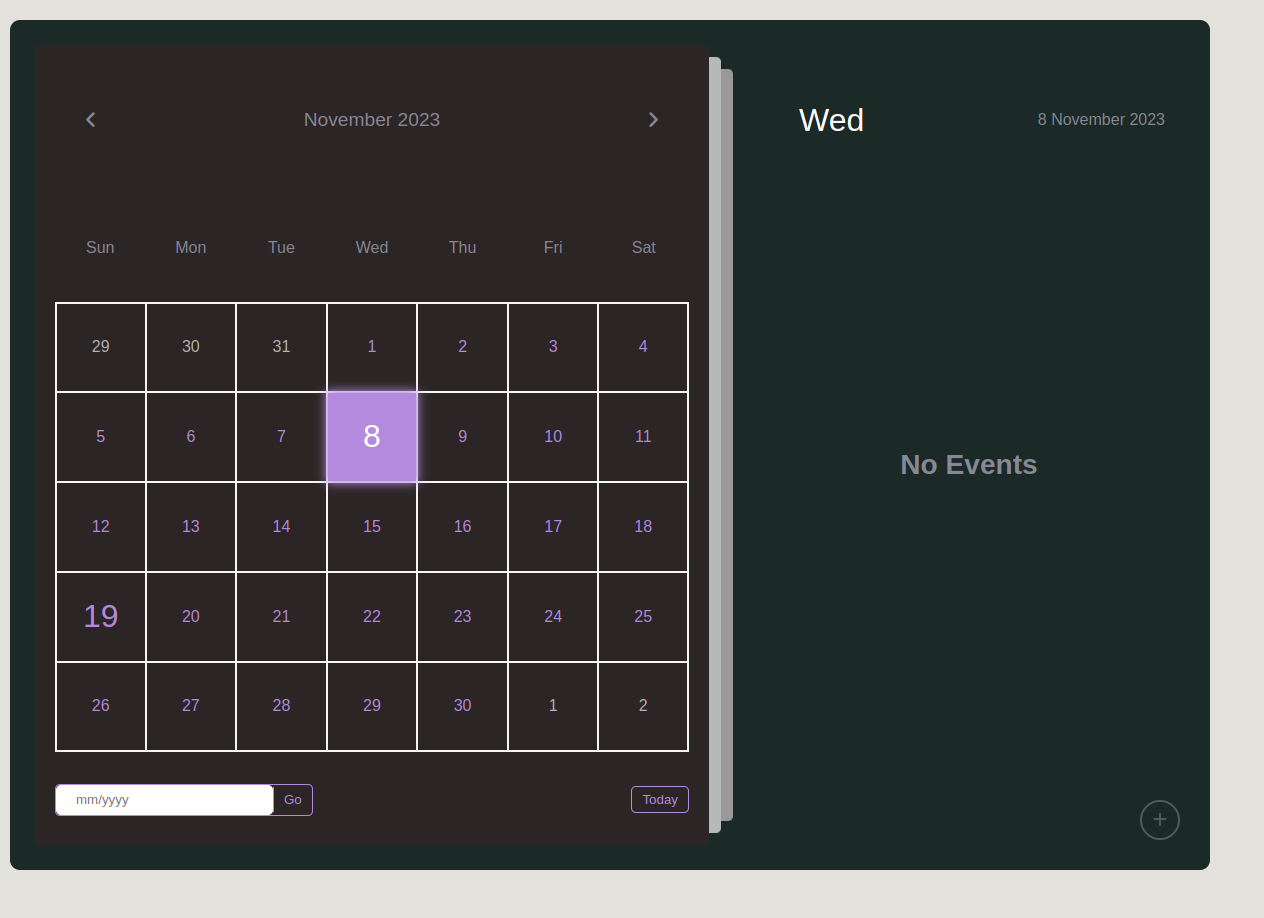 November 2023
Sun Mon Tue Wed Thu Fri Sat
29 30 31 1 2 3 4
5 6 7 8 9 10 11
12 13 14 15 16 17 18
19 20 21 22 23 24 25
26 27 28 29 30 1 2
mm/yyyy Go Today
Wed 8 November 2023
No Events
+